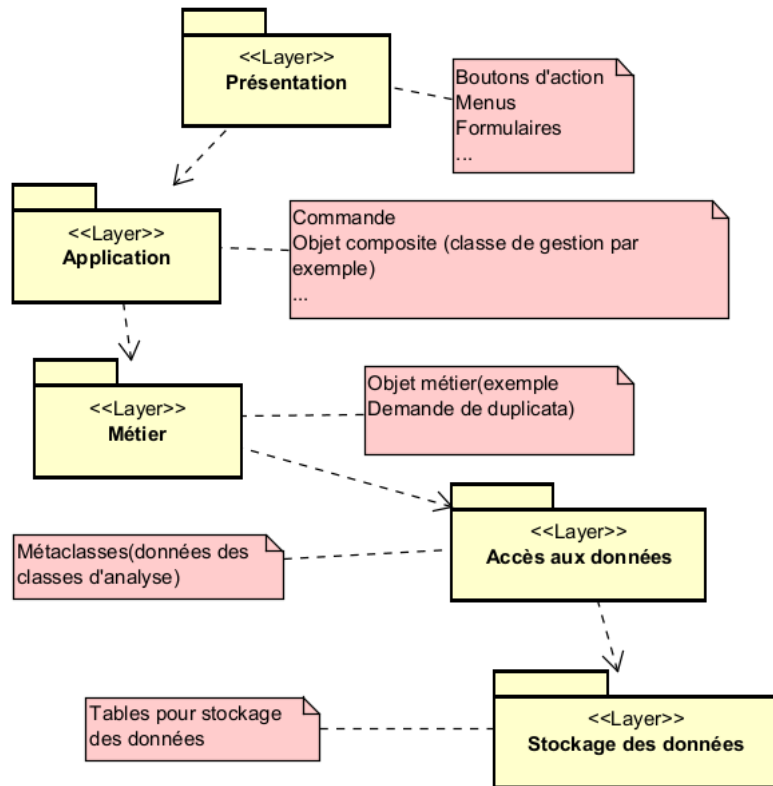 <<Layer>>
Présentation
Boutons d'action
Menus
Formulaires
...
<<Layer>>
Application
Commande
Objet composite (classe de gestion par
exemple)
...
<<Layer>>
Métier
Objet métier(exemple
Demande de duplicata)
<<Layer>>
Accès aux données
Métaclasses(données des
classes d'analyse)
<<Layer>>
Stockage des données
Tables pour stockage
des données